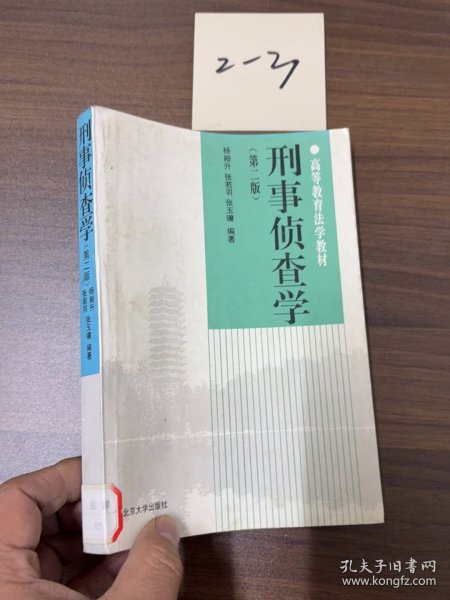 2-3
高等教育法学教材
刑事侦查学
(第二版)
杨殿升 张若羽 张玉镶 编著
北京大学出版社
刑事侦查学
(第二版)
杨殿升
张若羽 张玉镶 编著
孔夫子旧书网
www.kongfz.com